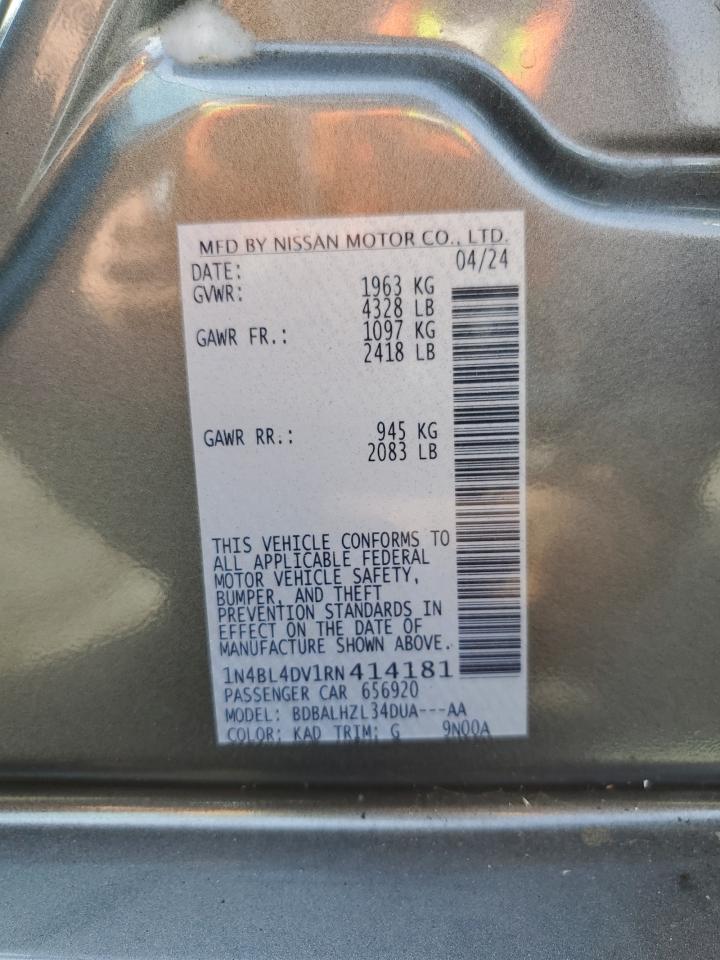 MFD BY NISSAN MOTOR CO., LTD.
DATE: 04/24
GVWR: 1963 KG
4328 LB
GAWR FR.: 1097 KG
2418 LB
GAWR RR.: 945 KG
2083 LB
THIS VEHICLE CONFORMS TO
ALL APPLICABLE FEDERAL
MOTOR VEHICLE SAFETY,
BUMPER, AND THEFT
PREVENTION STANDARDS IN
EFFECT ON THE DATE OF
MANUFACTURE SHOWN ABOVE.
1N4BL4DV1RN414181
PASSENGER CAR 656920
MODEL: BDBALHZL34DUA---AA
COLOR: KAD TRIM: G 9N00A